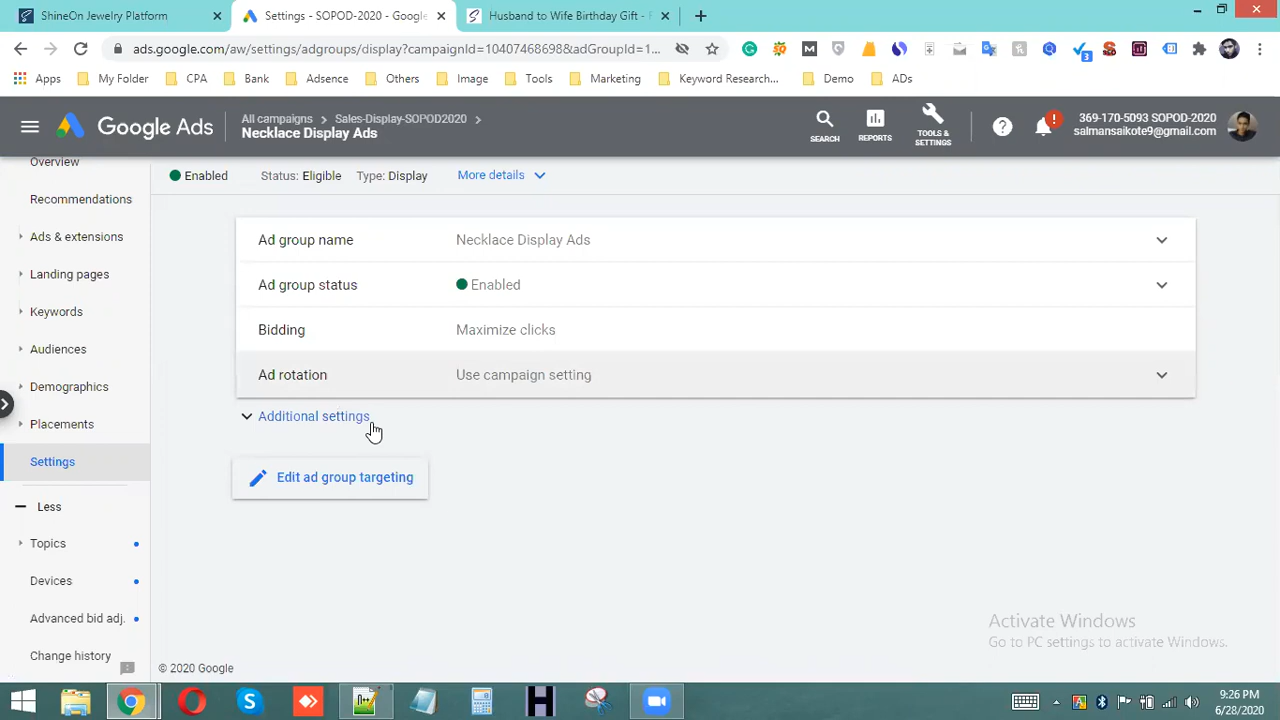 ShineOn Jewelry Platform
Settings - SOPOD-2020 - Google
Husband to Wife Birthday Gift - F
ads.google.com/aw/settings/adgroups/display?campaignId=10407468698&adGroupId=1...
3
Apps
My Folder
CPA
Bank
Adsence
Others
Image
Tools
Marketing
Keyword Research...
Demo
ADs
Google Ads
All campaigns
Sales-Display-SOPOD2020
Necklace Display Ads
SEARCH
REPORTS
TOOLS &
SETTINGS
369-170-5093 SOPOD-2020
salmansaikote9@gmail.com
Overview
Recommendations
Ads & extensions
Landing pages
Keywords
Audiences
Demographics
Placements
Settings
Less
Topics
Devices
Advanced bid adj.
Change history
Enabled
Status: Eligible
Type: Display
More details
Ad group name
Necklace Display Ads
Ad group status
Enabled
Bidding
Maximize clicks
Ad rotation
Use campaign setting
Additional settings
Edit ad group targeting
Activate Windows
Go to PC settings to activate Windows.
© 2020 Google
9:26 PM
6/28/2020